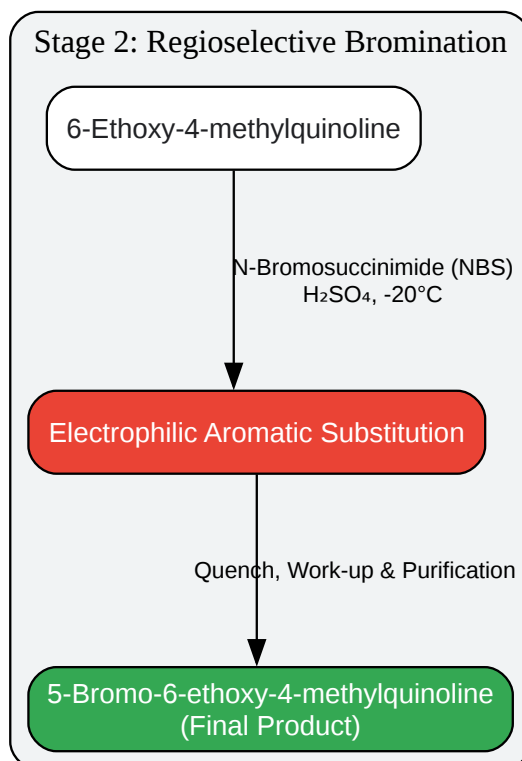 Stage 2: Regioselective Bromination
6-Ethoxy-4-methylquinoline
N-Bromosuccinimide (NBS)
H₂SO₄, -20°C
Electrophilic Aromatic Substitution
Quench, Work-up & Purification
5-Bromo-6-ethoxy-4-methylquinoline
(Final Product)